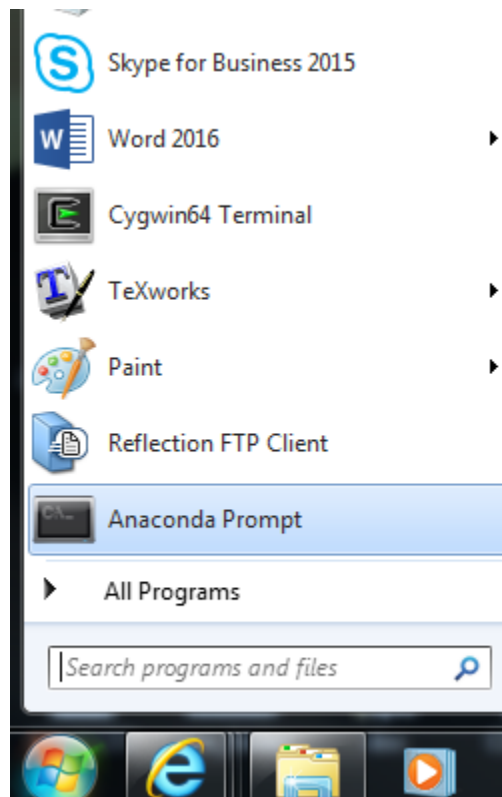 Skype for Business 2015
Word 2016
Cygwin64 Terminal
TeXworks
Paint
Reflection FTP Client
Anaconda Prompt
All Programs
Search programs and files